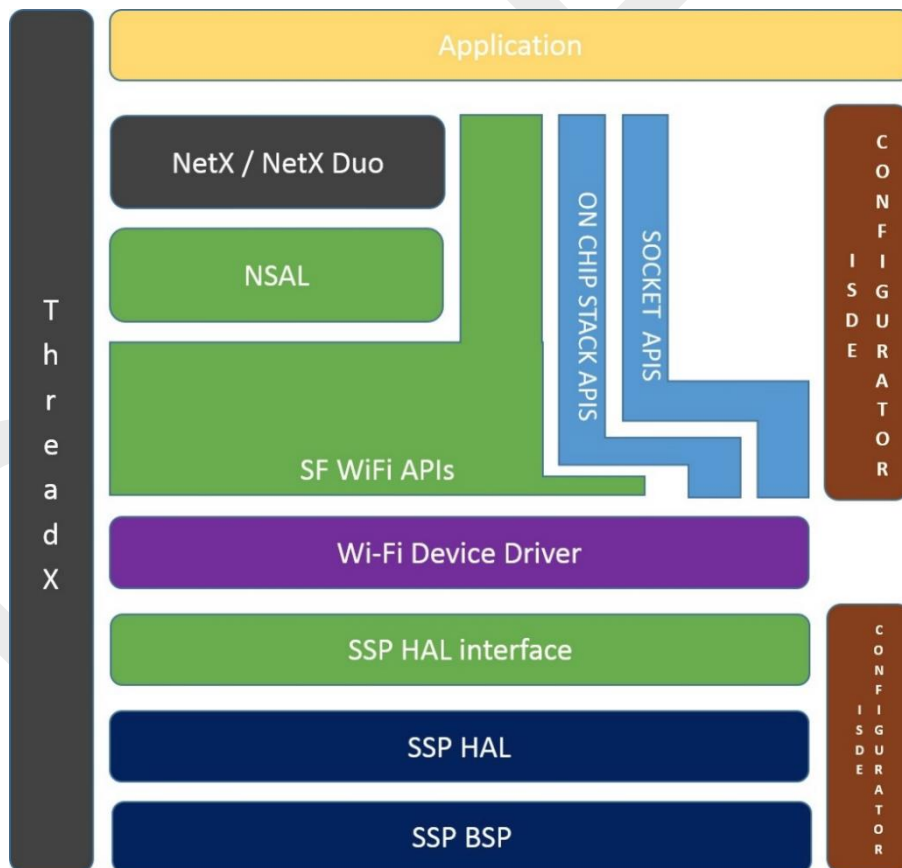 Application
ThreadX
NetX / NetX Duo
NSAL
SF WiFi APIs
ON CHIP STACK APIS
SOCKET APIS
ISDE
CONFIGURATOR
Wi-Fi Device Driver
SSP HAL interface
SSP HAL
SSP BSP
ISDE
CONFIGURATOR